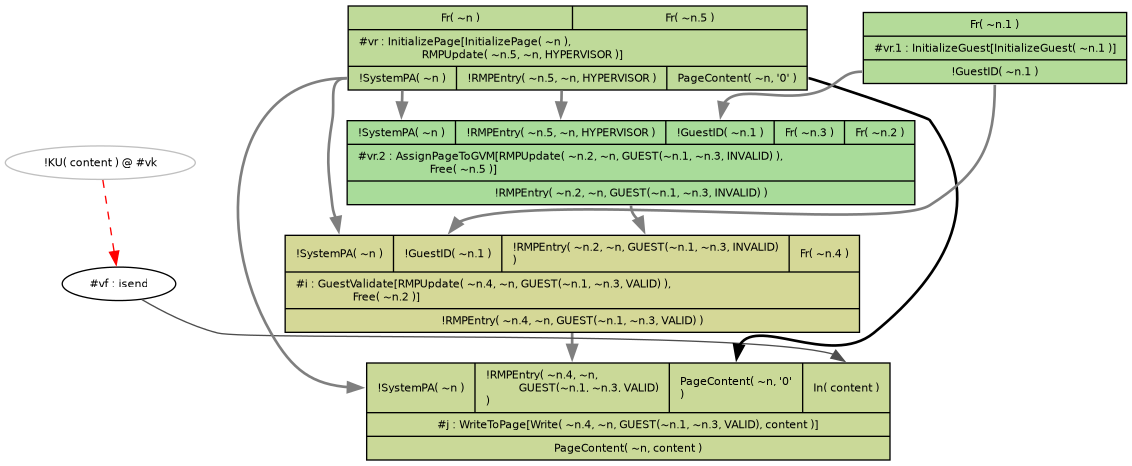 Fr( ~n )
Fr( ~n.5 )
#vr : InitializePage[InitializePage( ~n ),
RMPUpdate( ~n.5, ~n, HYPERVISOR )]
!SystemPA( ~n )
!RMPEntry( ~n.5, ~n, HYPERVISOR )
PageContent( ~n, '0' )
Fr( ~n.1 )
#vr.1 : InitializeGuest[InitializeGuest( ~n.1 )]
!GuestID( ~n.1 )
!SystemPA( ~n )
!RMPEntry( ~n.5, ~n, HYPERVISOR )
!GuestID( ~n.1 )
Fr( ~n.3 )
Fr( ~n.2 )
#vr.2 : AssignPageToGVM[RMPUpdate( ~n.2, ~n, GUEST(~n.1, ~n.3, INVALID) ),
Free( ~n.5 )]
!RMPEntry( ~n.2, ~n, GUEST(~n.1, ~n.3, INVALID) )
!KU( content ) @ #vk
#vf : isend
!SystemPA( ~n )
!GuestID( ~n.1 )
!RMPEntry( ~n.2, ~n, GUEST(~n.1, ~n.3, INVALID)
)
Fr( ~n.4 )
#i : GuestValidate[RMPUpdate( ~n.4, ~n, GUEST(~n.1, ~n.3, VALID) ),
Free( ~n.2 )]
!RMPEntry( ~n.4, ~n, GUEST(~n.1, ~n.3, VALID) )
!SystemPA( ~n )
!RMPEntry( ~n.4, ~n,
GUEST(~n.1, ~n.3, VALID)
)
PageContent( ~n, '0'
)
In( content )
#j : WriteToPage[Write( ~n.4, ~n, GUEST(~n.1, ~n.3, VALID), content )]
PageContent( ~n, content )